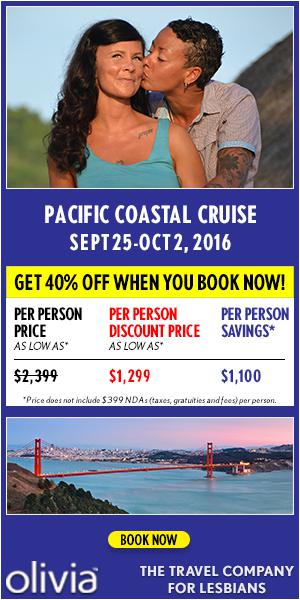 PACIFIC COASTAL CRUISE
SEPT 25-OCT 2, 2016
GET 40% OFF WHEN YOU BOOK NOW!
PER PERSON PRICE AS LOW AS*
PER PERSON DISCOUNT PRICE AS LOW AS*
PER PERSON SAVINGS*
$2,399 $1,299 $1,100
*Price does not include $399 NDAs (taxes, gratuities and fees) per person.
BOOK NOW
olivia™
THE TRAVEL COMPANY
FOR LESBIANS